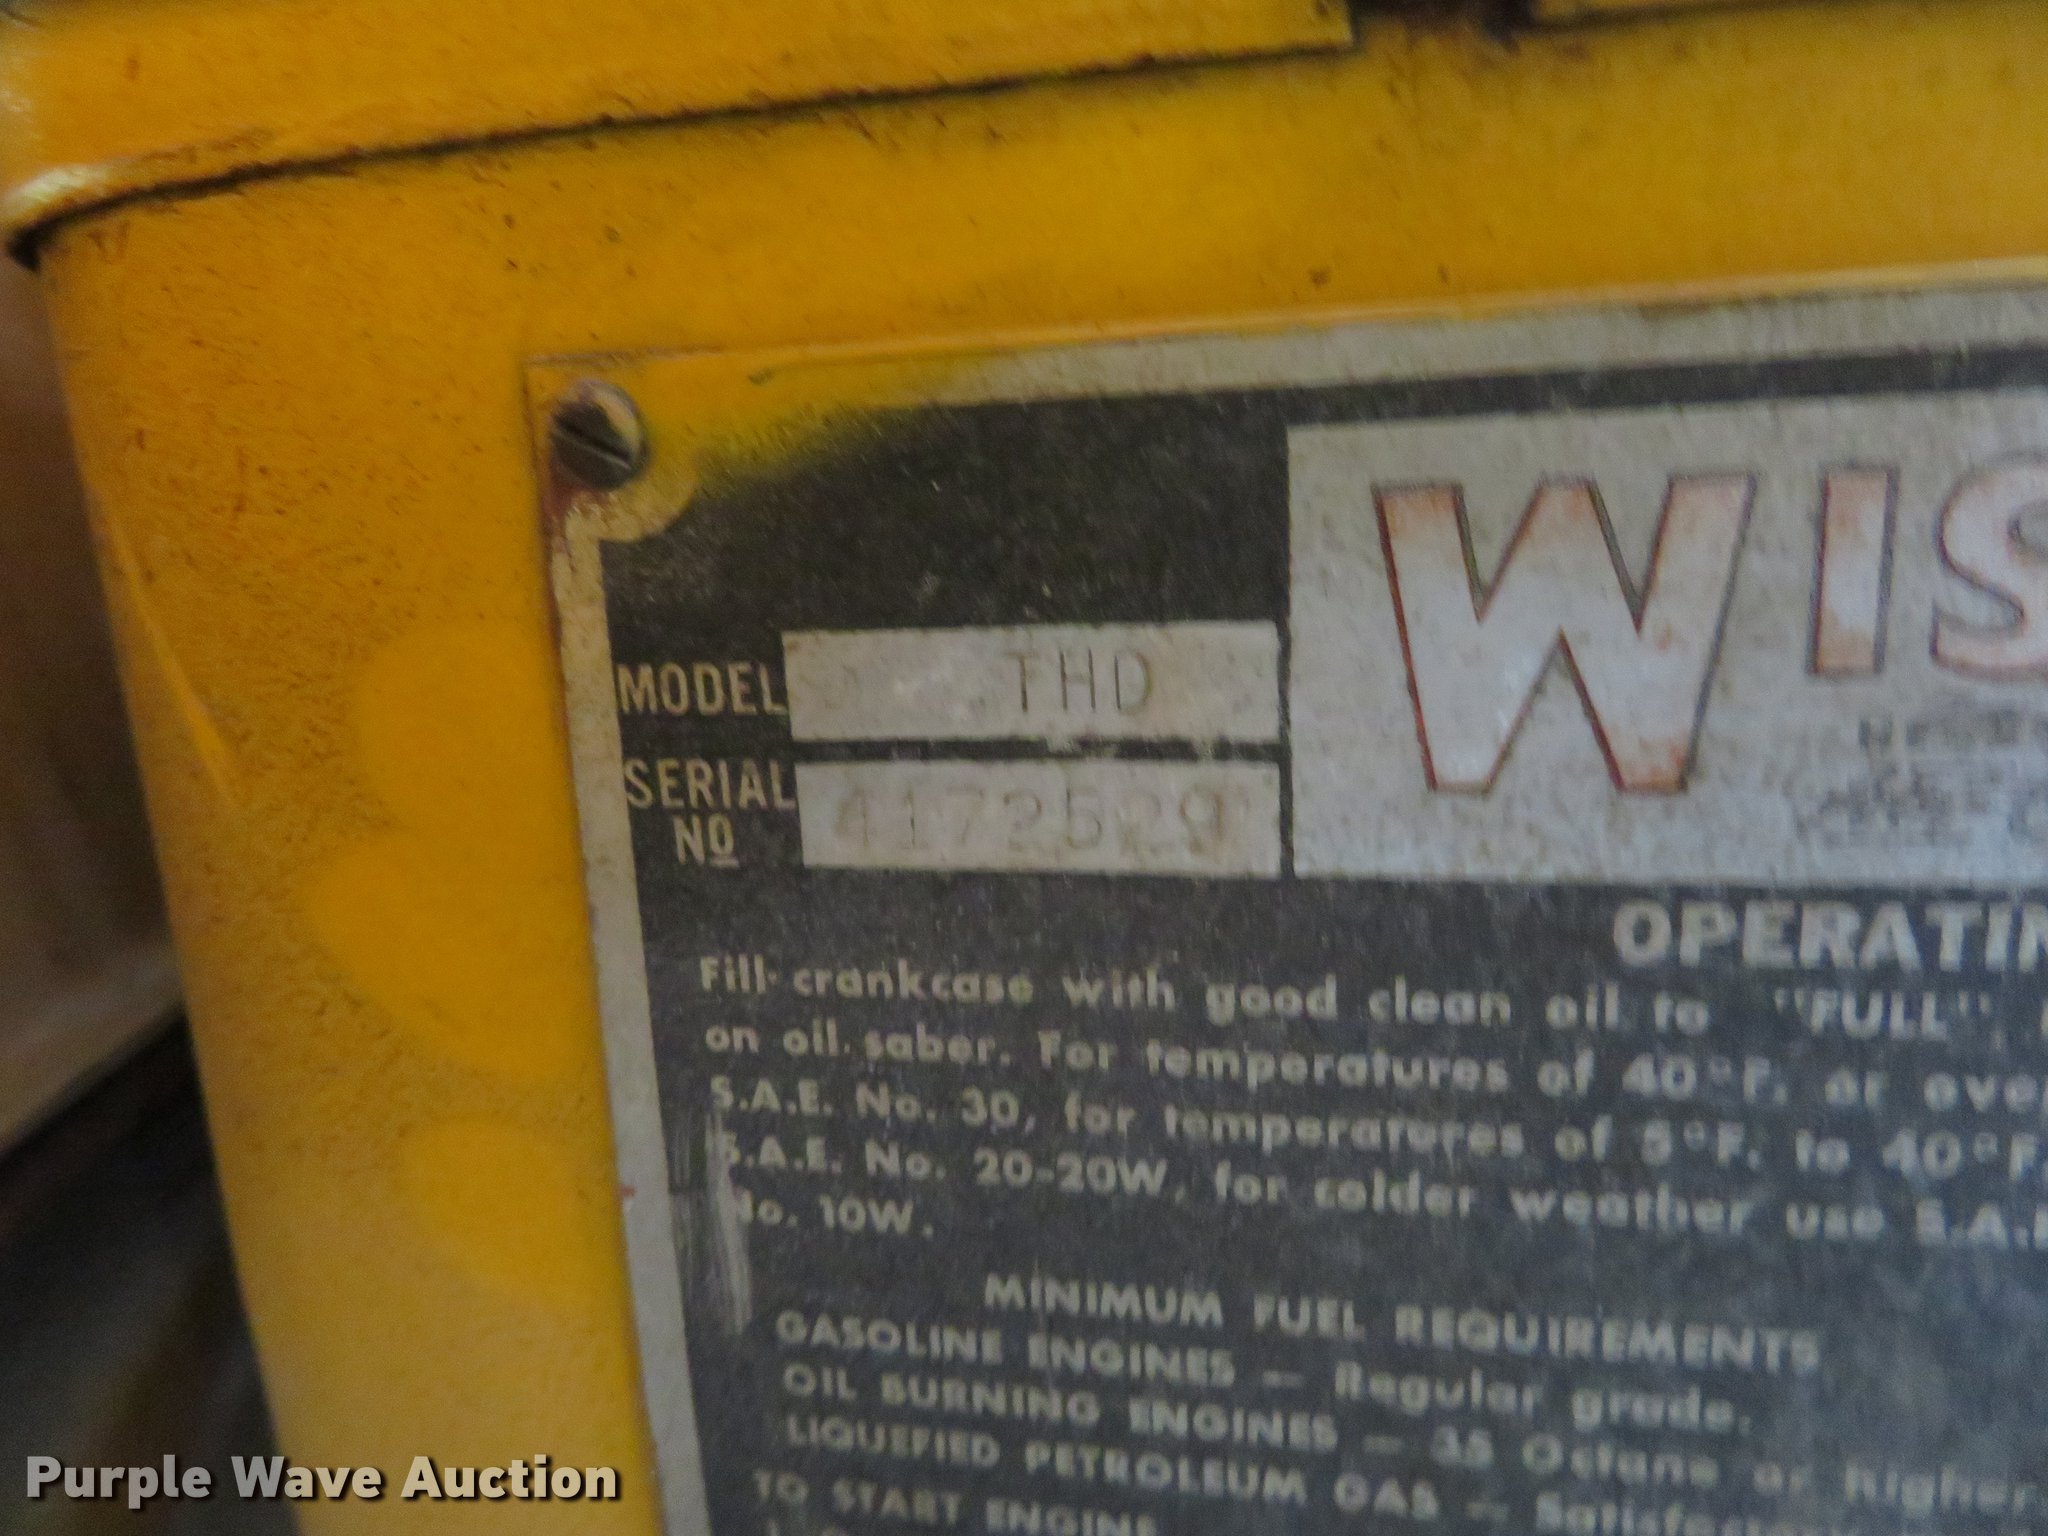 WIS
MODEL THD
SERIAL
NO 4172529
OPERATIN
Fill crankcase with good clean oil to "FULL",
on oil saber. For temperatures of 40°F. or over
S.A.E. No. 30, for temperatures of 5°F. to 40°F.
S.A.E. No. 20-20W, for colder weather use S.A.E
No. 10W.
MINIMUM FUEL REQUIREMENTS
GASOLINE ENGINES — Regular grade.
OIL BURNING ENGINES — 35 Octane or higher.
LIQUEFIED PETROLEUM GAS — Satisfac
TO START ENGINE
Purple Wave Auction